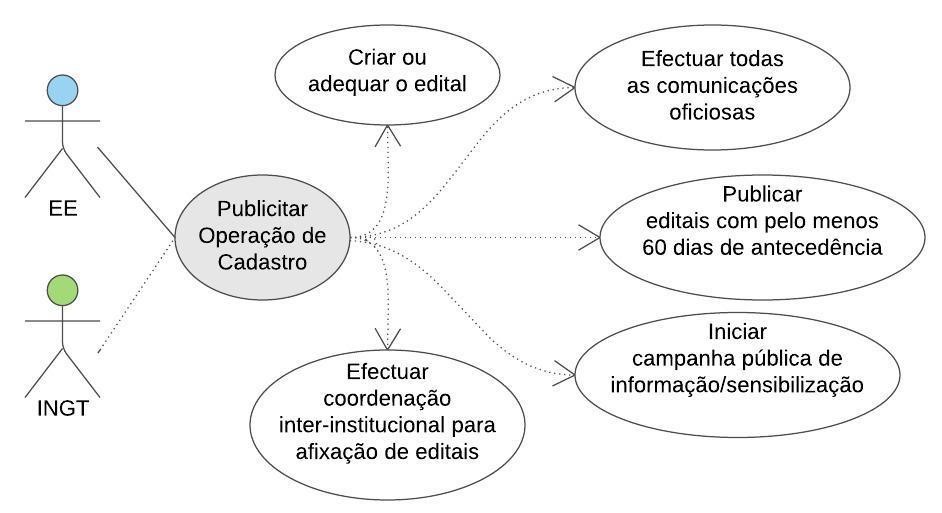 Criar ou
adequar o edital
Efectuar todas
as comunicações
oficiosas
EE
Publicitar
Operação de
Cadastro
Publicar
editais com pelo menos
60 dias de antecedência
INGT
Efectuar
coordenação
inter-institucional para
afixação de editais
Iniciar
campanha pública de
informação/sensibilização